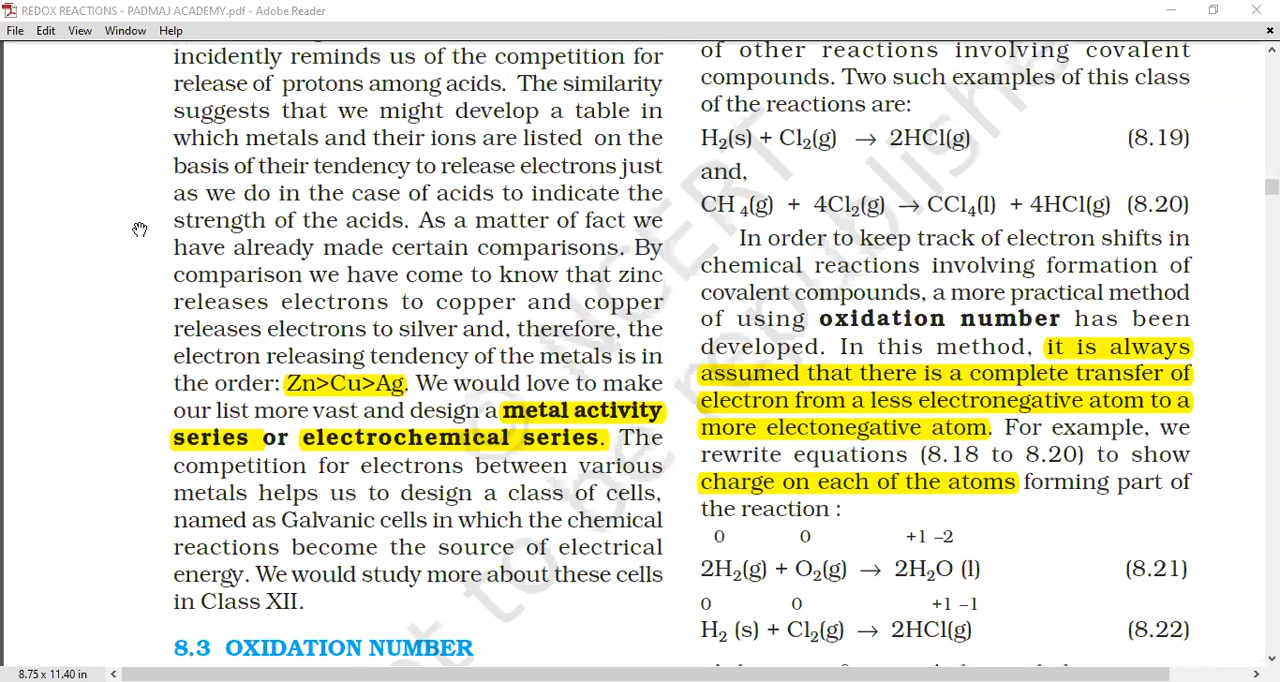 REDOX REACTIONS - PADMAJ ACADEMY.pdf - Adobe Reader
File Edit View Window Help
incidently reminds us of the competition for
release of protons among acids. The similarity
suggests that we might develop a table in
which metals and their ions are listed on the
basis of their tendency to release electrons just
as we do in the case of acids to indicate the
strength of the acids. As a matter of fact we
have already made certain comparisons. By
comparison we have come to know that zinc
releases electrons to copper and copper
releases electrons to silver and, therefore, the
electron releasing tendency of the metals is in
the order: Zn>Cu>Ag. We would love to make
our list more vast and design a metal activity
series or electrochemical series. The
competition for electrons between various
metals helps us to design a class of cells,
named as Galvanic cells in which the chemical
reactions become the source of electrical
energy. We would study more about these cells
in Class XII.
8.3 OXIDATION NUMBER
of other reactions involving covalent
compounds. Two such examples of this class
of the reactions are:
H₂(s) + Cl₂(g) → 2HCl(g) (8.19)
and,
CH₄(g) + 4Cl₂(g) → CCl₄(l) + 4HCl(g) (8.20)
In order to keep track of electron shifts in
chemical reactions involving formation of
covalent compounds, a more practical method
of using oxidation number has been
developed. In this method, it is always
assumed that there is a complete transfer of
electron from a less electronegative atom to a
more electonegative atom. For example, we
rewrite equations (8.18 to 8.20) to show
charge on each of the atoms forming part of
the reaction :
0 0 +1 –2
2H₂(g) + O₂(g) → 2H₂O (l) (8.21)
0 0 +1 –1
H₂ (s) + Cl₂(g) → 2HCl(g) (8.22)
© NCERT
not to be republished
8.75 x 11.40 in